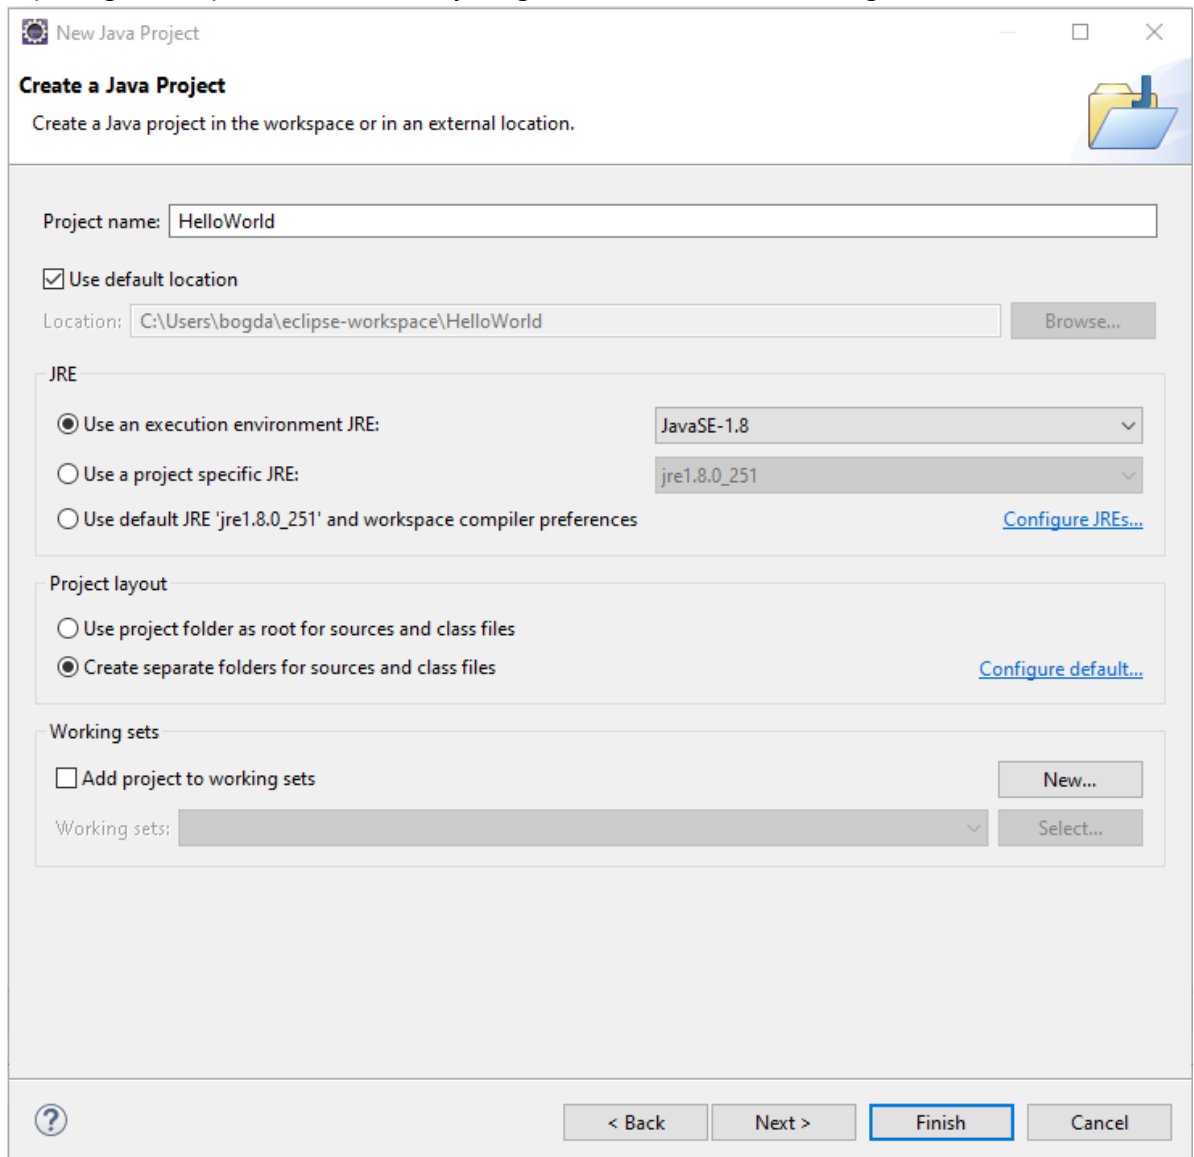 New Java Project
Create a Java Project
Create a Java project in the workspace or in an external location.
Project name: HelloWorld
Use default location
Location: C:\Users\bogda\eclipse-workspace\HelloWorld Browse...
JRE
Use an execution environment JRE: JavaSE-1.8
Use a project specific JRE: jre1.8.0_251
Use default JRE 'jre1.8.0_251' and workspace compiler preferences Configure JREs...
Project layout
Use project folder as root for sources and class files
Create separate folders for sources and class files Configure default...
Working sets
Add project to working sets New...
Working sets: Select...
? < Back Next > Finish Cancel